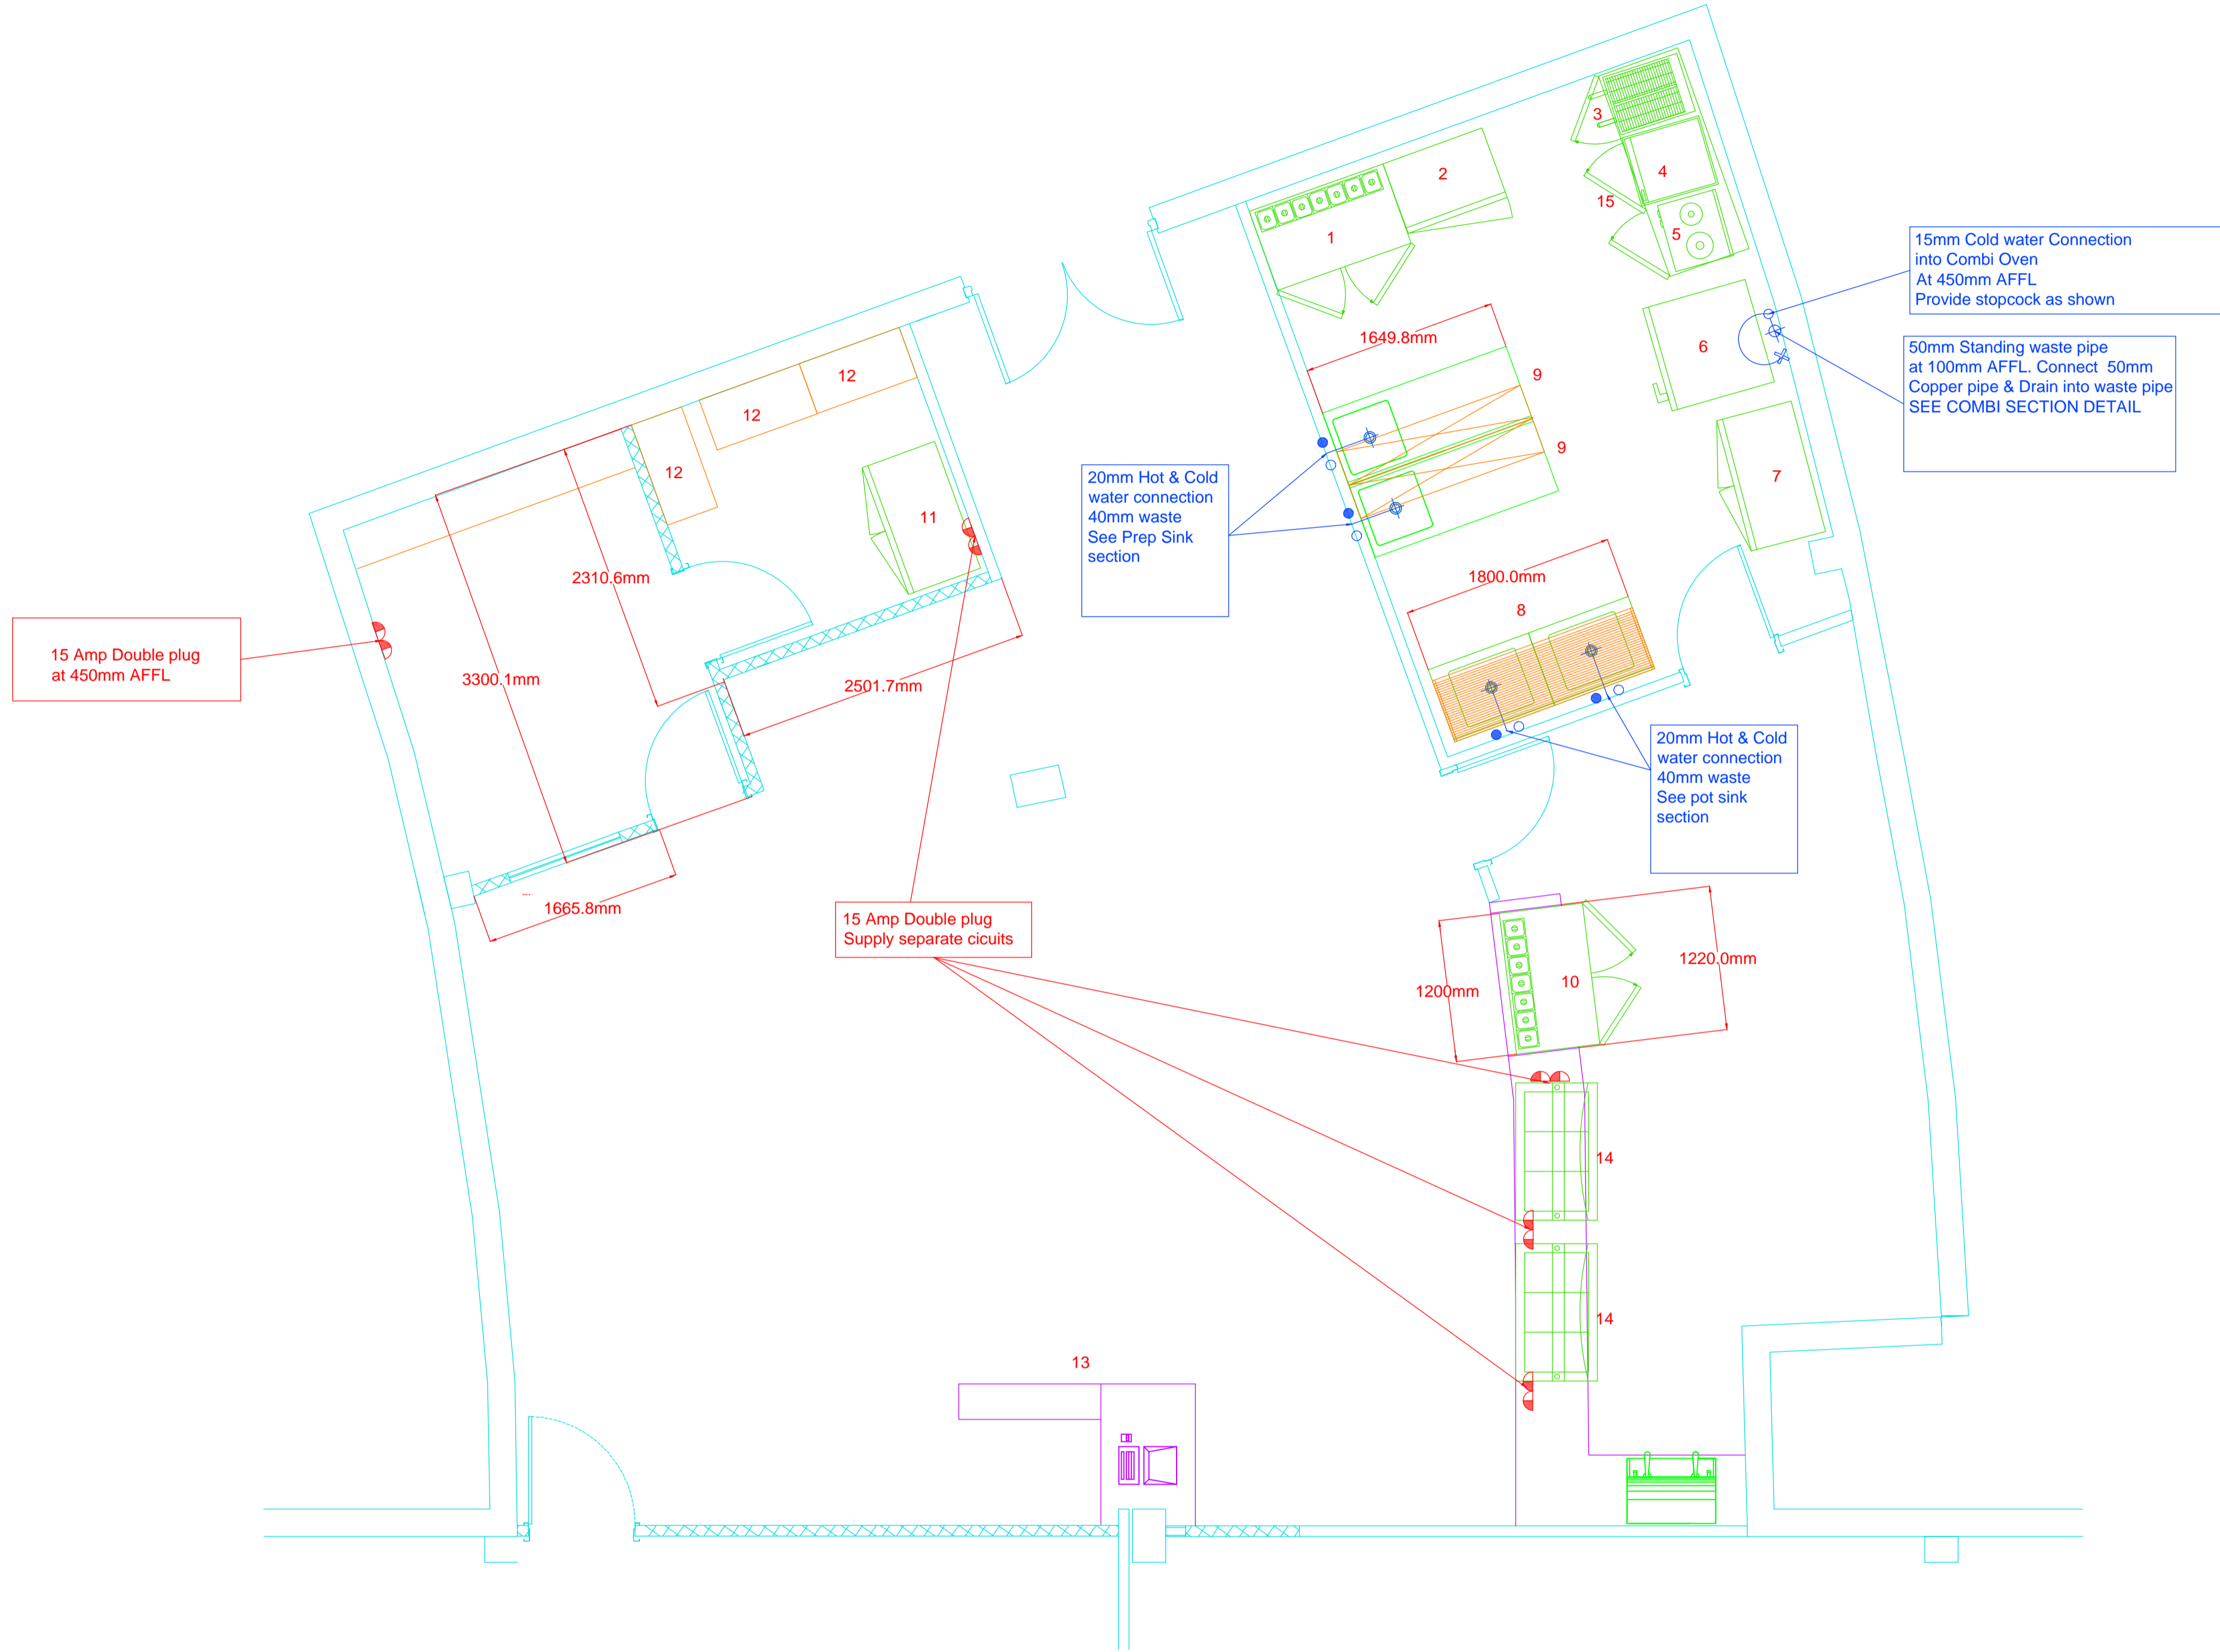 3
4
15
5
2
1
15mm Cold water Connection
into Combi Oven
At 450mm AFFL
Provide stopcock as shown
50mm Standing waste pipe
at 100mm AFFL. Connect 50mm
Copper pipe & Drain into waste pipe
SEE COMBI SECTION DETAIL
1649.8mm
6
9
9
7
12
12
12
11
20mm Hot & Cold
water connection
40mm waste
See Prep Sink
section
2310.6mm
1800.0mm
8
15 Amp Double plug
at 450mm AFFL
3300.1mm
2501.7mm
20mm Hot & Cold
water connection
40mm waste
See pot sink
section
1665.8mm
15 Amp Double plug
Supply separate cicuits
1200mm
10
1220.0mm
14
14
13